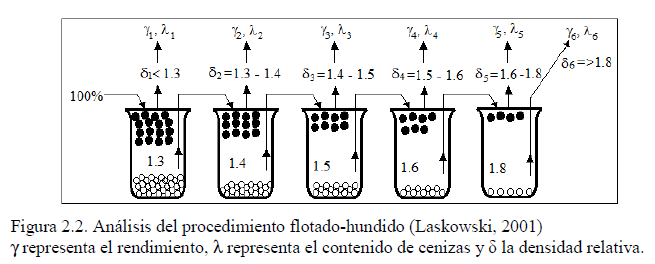 γ1, λ1 γ2, λ2 γ3, λ3 γ4, λ4 γ5, λ5 γ6, λ6
δ1< 1.3 δ2=1.3 - 1.4 δ3=1.4 - 1.5 δ4=1.5 - 1.6 δ5=1.6 -1.8 δ6=>1.8
100%
1.3 1.4 1.5 1.6 1.8
Figura 2.2. Análisis del procedimiento flotado-hundido (Laskowski, 2001)
γ representa el rendimiento, λ representa el contenido de cenizas y δ la densidad relativa.